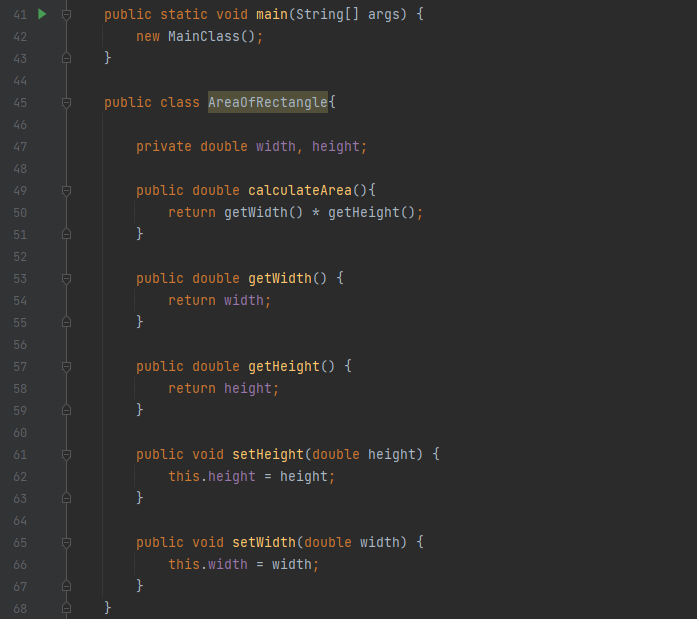 41 public static void main(String[] args) {
42 new MainClass();
43 }
44
45 public class AreaOfRectangle{
46
47 private double width, height;
48
49 public double calculateArea(){
50 return getWidth() * getHeight();
51 }
52
53 public double getWidth() {
54 return width;
55 }
56
57 public double getHeight() {
58 return height;
59 }
60
61 public void setHeight(double height) {
62 this.height = height;
63 }
64
65 public void setWidth(double width) {
66 this.width = width;
67 }
68 }